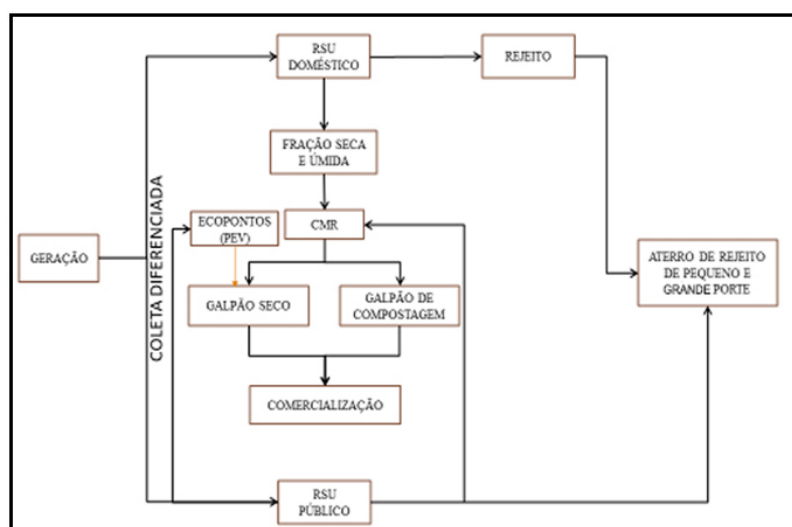 RSU
DOMÉSTICO
REJEITO
FRAÇÃO SECA
E ÚMIDA
ECOPONTOS
(PEV)
CMR
GERAÇÃO
COLETA DIFERENCIADA
ATERRO DE REJEITO
DE PEQUENO E
GRANDE PORTE
GALPÃO SECO
GALPÃO DE
COMPOSTAGEM
COMERCIALIZAÇÃO
RSU
PÚBLICO